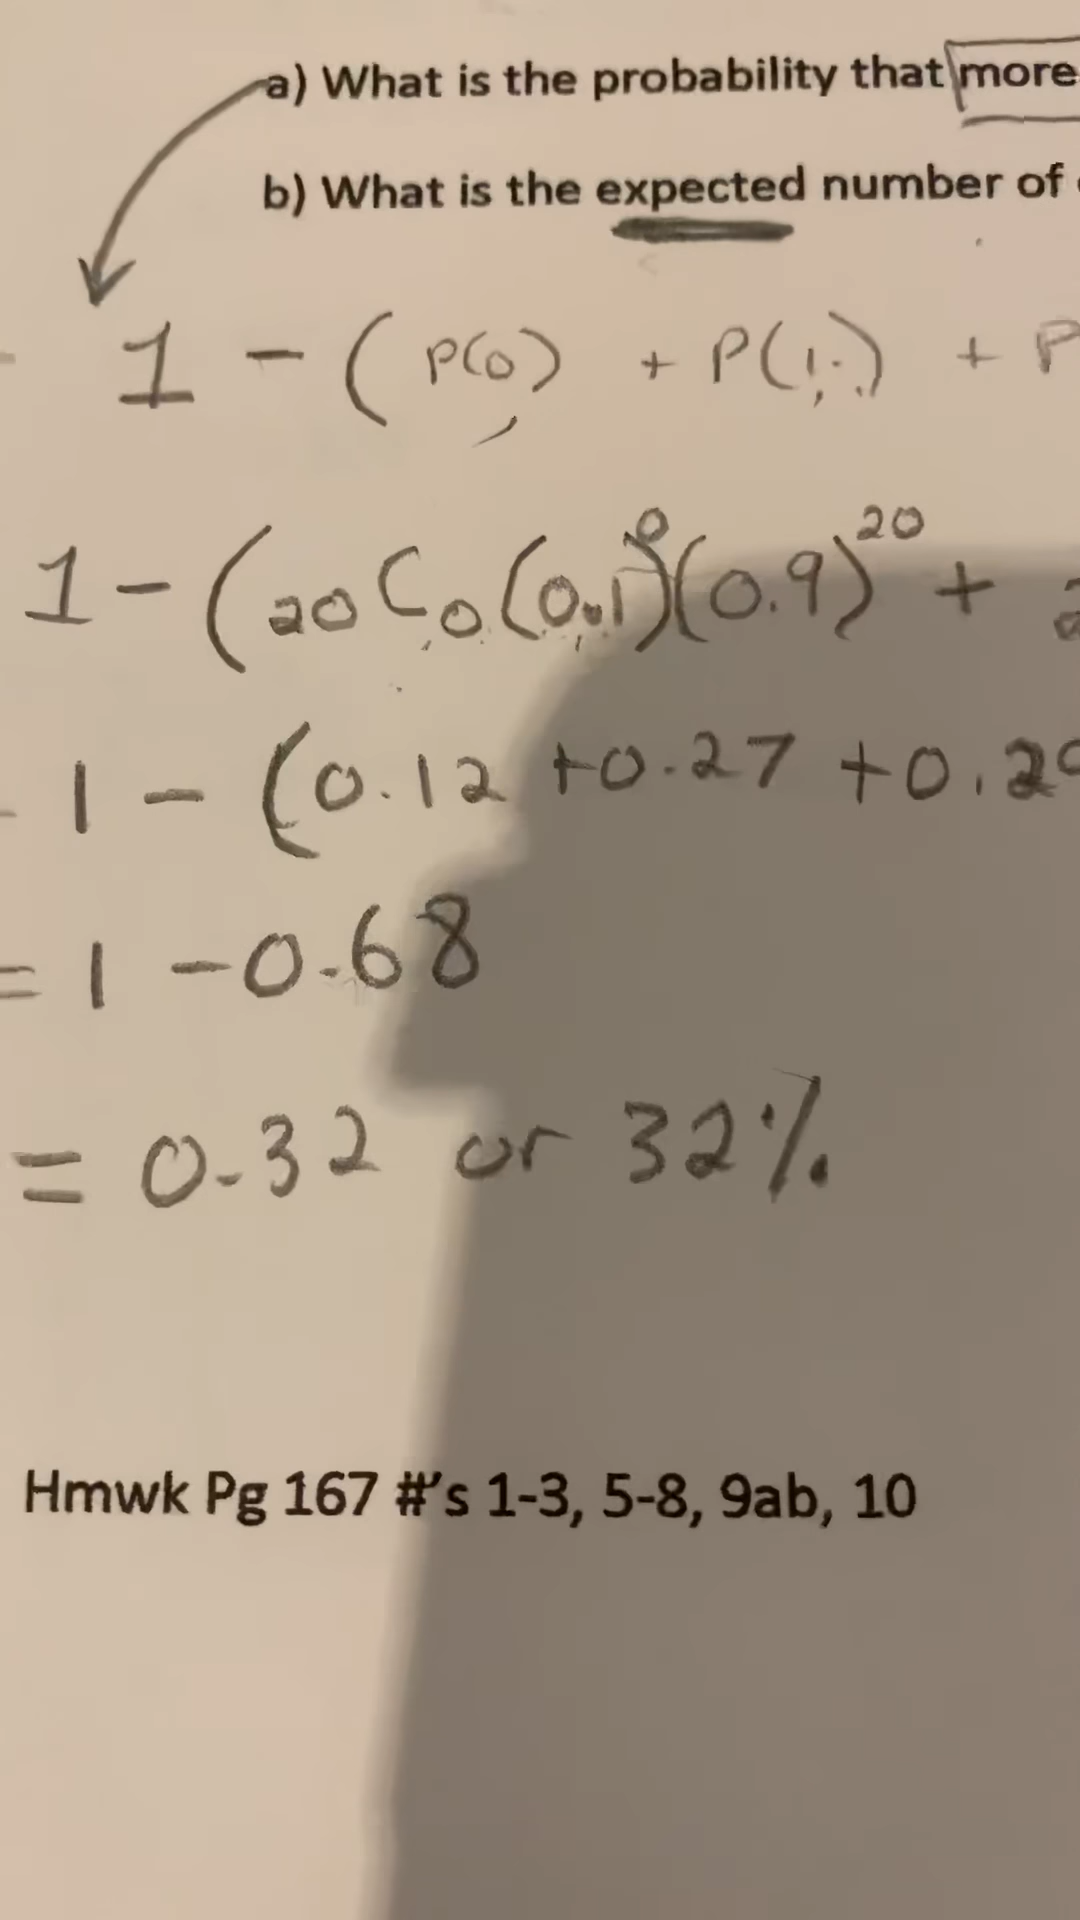 a) What is the probability that more
b) What is the expected number of
1 - ( P(0) + P(1) + P
1 - (20C0(0.1)^0(0.9)^20 +
- 1 - (0.12 +0.27 +0.2
= 1 - 0.68
= 0.32 or 32%
Hmwk Pg 167 #'s 1-3, 5-8, 9ab, 10